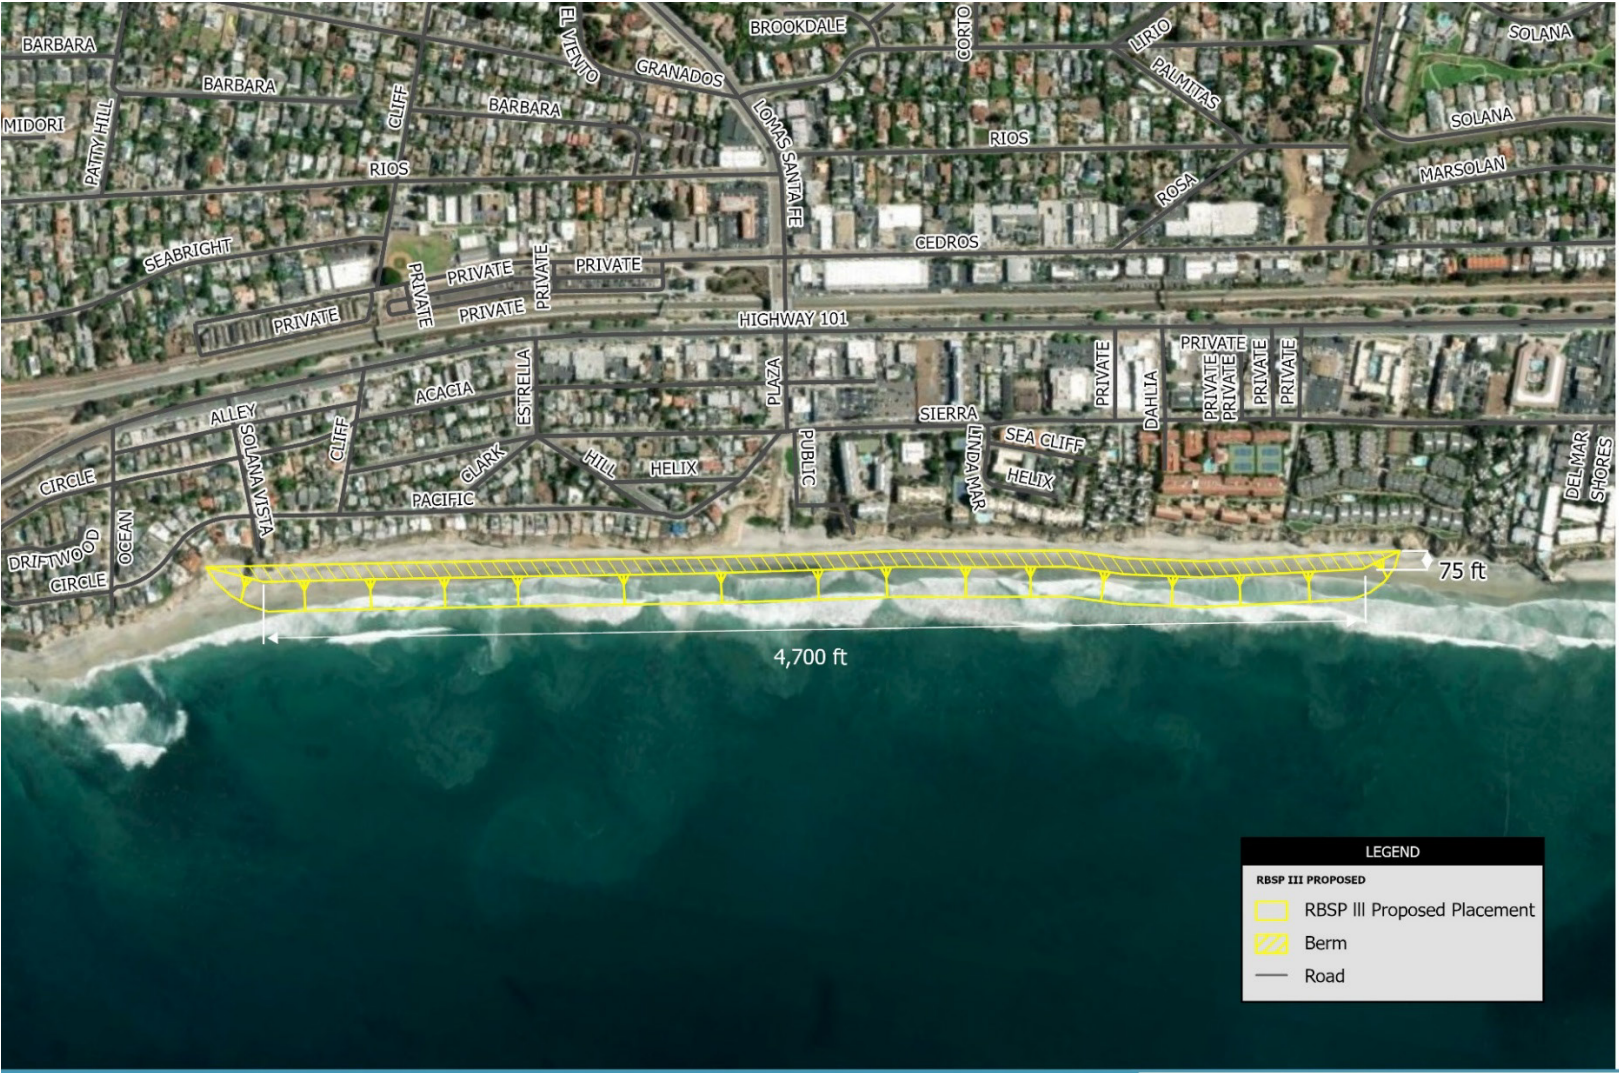 BARBARA
EL VIENTO
BROOKDALE
CORTO
LIRIO
SOLANA
BARBARA
CLIFF
GRANADOS
PALMITAS
MIDORI
PATTY HILL
BARBARA
LOMAS SANTA FE
RIOS
SOLANA
RIOS
MARSOLAN
ROSA
SEABRIGHT
CEDROS
PRIVATE
PRIVATE
PRIVATE
PRIVATE
PRIVATE
PRIVATE
HIGHWAY 101
ESTRELLA
PLAZA
PRIVATE
DAHLIA
PRIVATE
PRIVATE
PRIVATE
PRIVATE
PRIVATE
ACACIA
ALLEY
SIERRA
SOLANA VISTA
CLIFF
CLARK
HILL
HELIX
PUBLIC
LINDA MAR
SEA CLIFF
HELIX
DEL MAR
SHORES
CIRCLE
PACIFIC
OCEAN
DRIFTWOOD
CIRCLE
75 ft
4,700 ft
LEGEND
RBSP III PROPOSED
RBSP lll Proposed Placement
Berm
Road